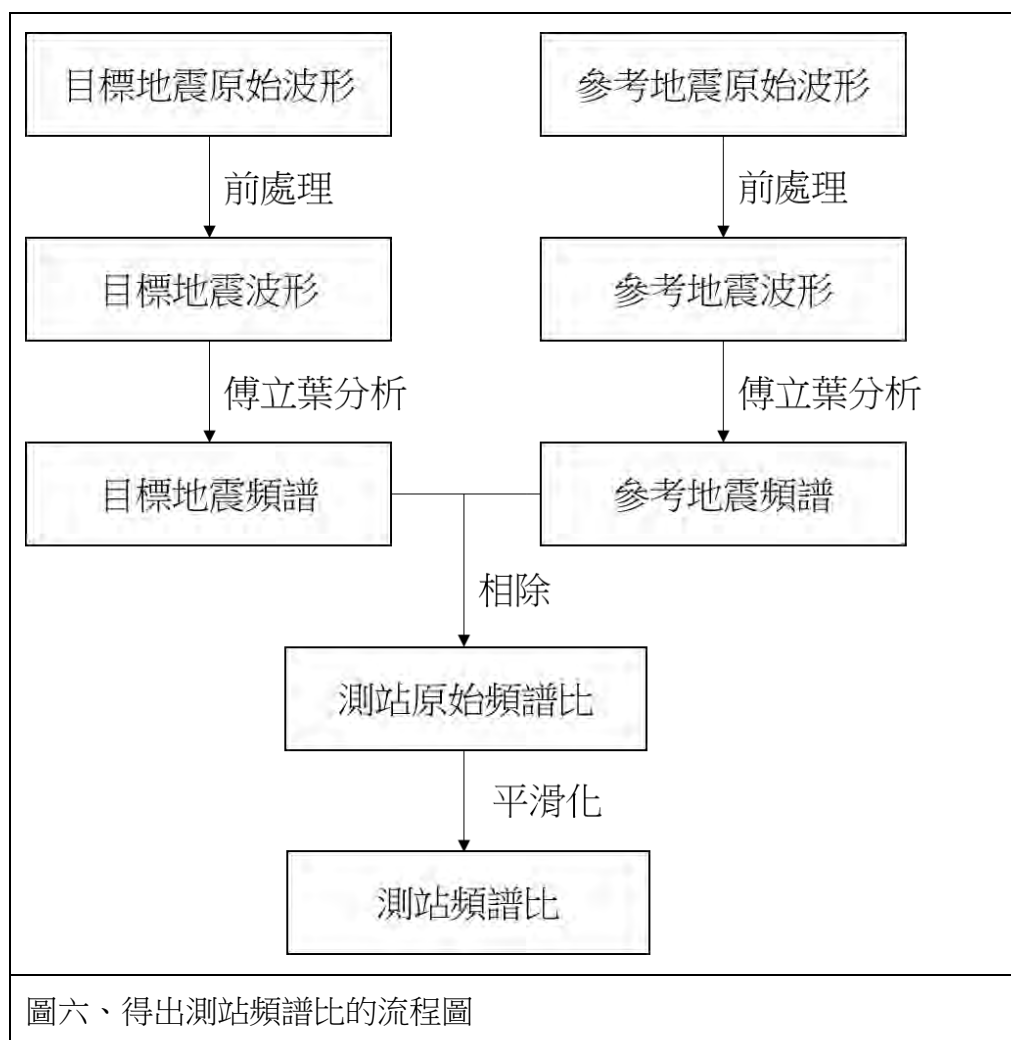 目標地震原始波形
參考地震原始波形
前處理
前處理
目標地震波形
參考地震波形
傅立葉分析
傅立葉分析
目標地震頻譜
參考地震頻譜
相除
測站原始頻譜比
平滑化
測站頻譜比
圖六、得出測站頻譜比的流程圖